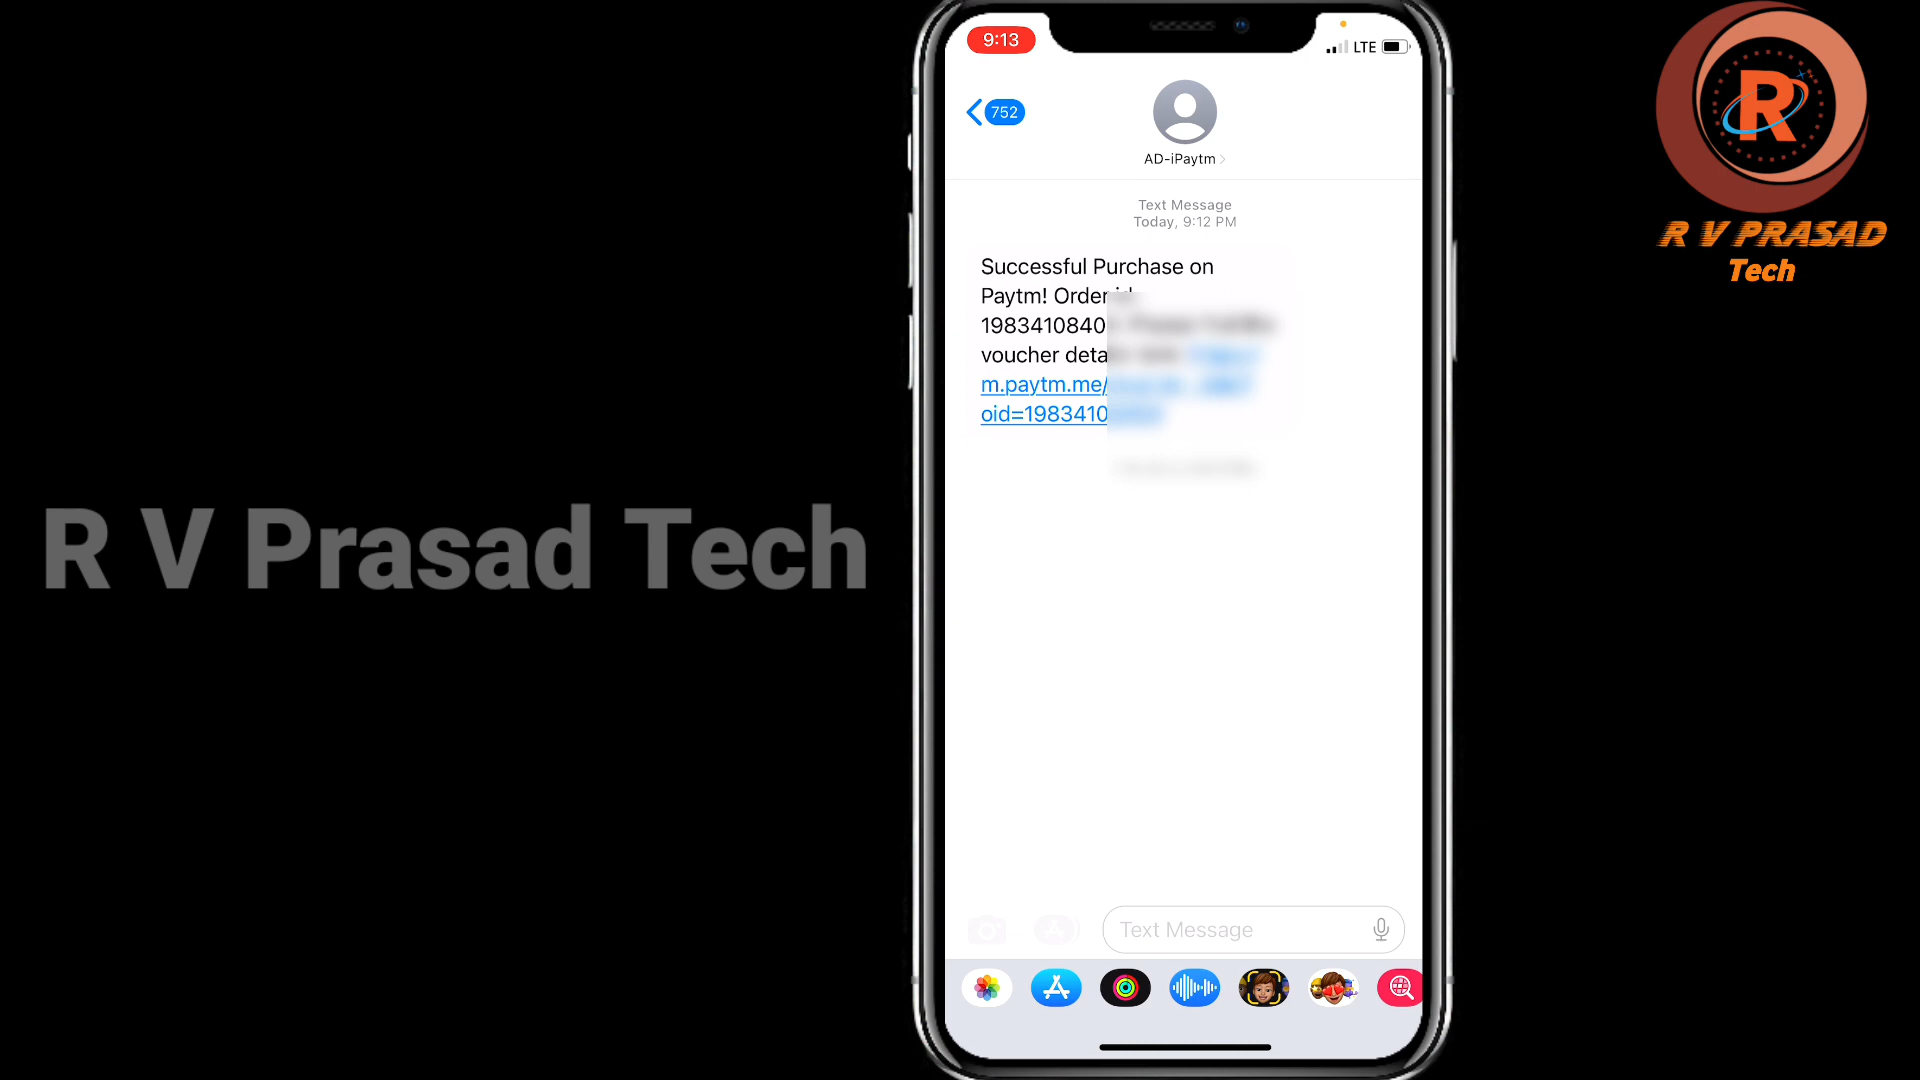 9:13
LTE
752
AD-iPaytm
Text Message
Today, 9:12 PM
Successful Purchase on
Paytm! Order id
1983410840
voucher deta
m.paytm.me/
oid=1983410
Text Message
R V Prasad Tech
R
R V PRASAD
Tech